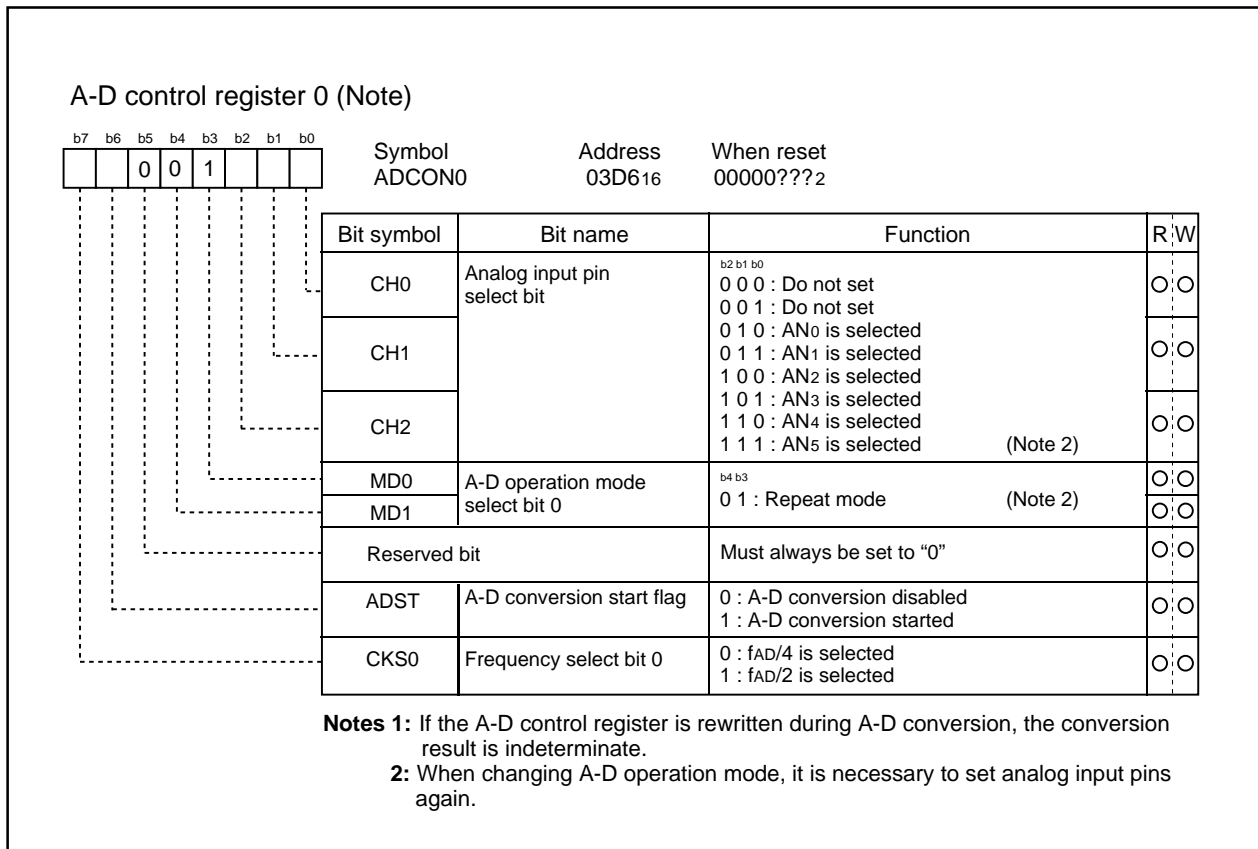 A-D control register 0 (Note)
b7 b6 b5 b4 b3 b2 b1 b0
0 0 1
Symbol Address When reset
ADCON0 03D616 00000???2
Bit symbol Bit name Function R W
CH0 Analog input pin
select bit
b2 b1 b0
0 0 0 : Do not set
0 0 1 : Do not set
0 1 0 : AN0 is selected
0 1 1 : AN1 is selected
1 0 0 : AN2 is selected
1 0 1 : AN3 is selected
1 1 0 : AN4 is selected
1 1 1 : AN5 is selected (Note 2)
CH1
CH2
MD0 A-D operation mode
select bit 0
MD1
b4 b3
0 1 : Repeat mode (Note 2)
Reserved bit Must always be set to “0”
ADST A-D conversion start flag 0 : A-D conversion disabled
1 : A-D conversion started
CKS0 Frequency select bit 0 0 : fAD/4 is selected
1 : fAD/2 is selected
Notes 1: If the A-D control register is rewritten during A-D conversion, the conversion
result is indeterminate.
2: When changing A-D operation mode, it is necessary to set analog input pins
again.